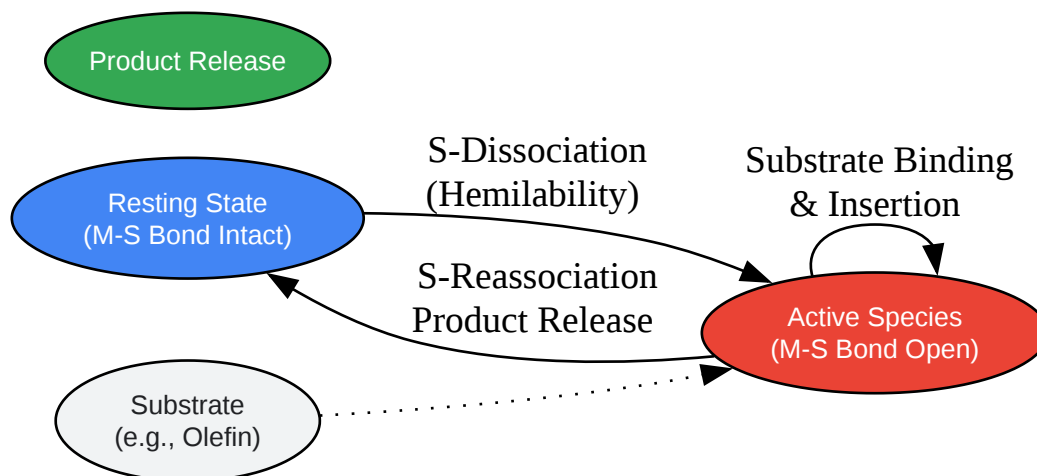 Product Release
S-Dissociation
(Hemilability)
Substrate Binding
& Insertion
Resting State
(M-S Bond Intact)
S-Reassociation
Product Release
Active Species
(M-S Bond Open)
Substrate
(e.g., Olefin)